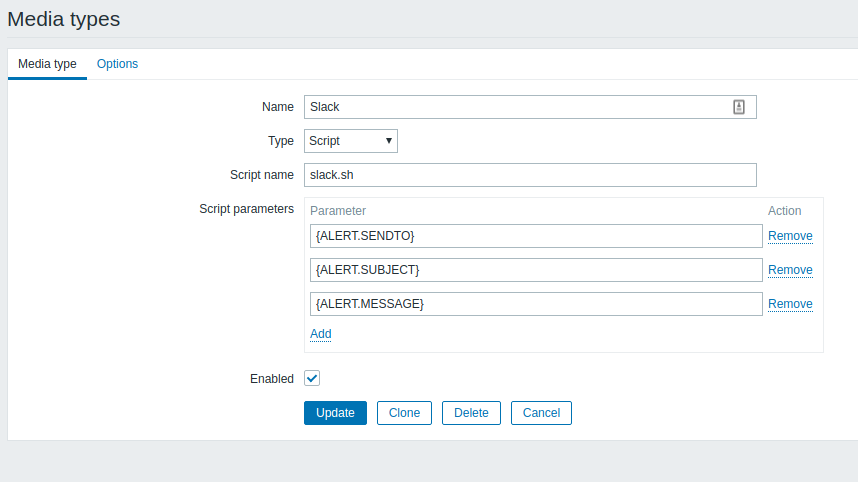 Media types
Media type Options
Name Slack
Type Script
Script name slack.sh
Script parameters Parameter Action
{ALERT.SENDTO} Remove
{ALERT.SUBJECT} Remove
{ALERT.MESSAGE} Remove
Add
Enabled
Update Clone Delete Cancel